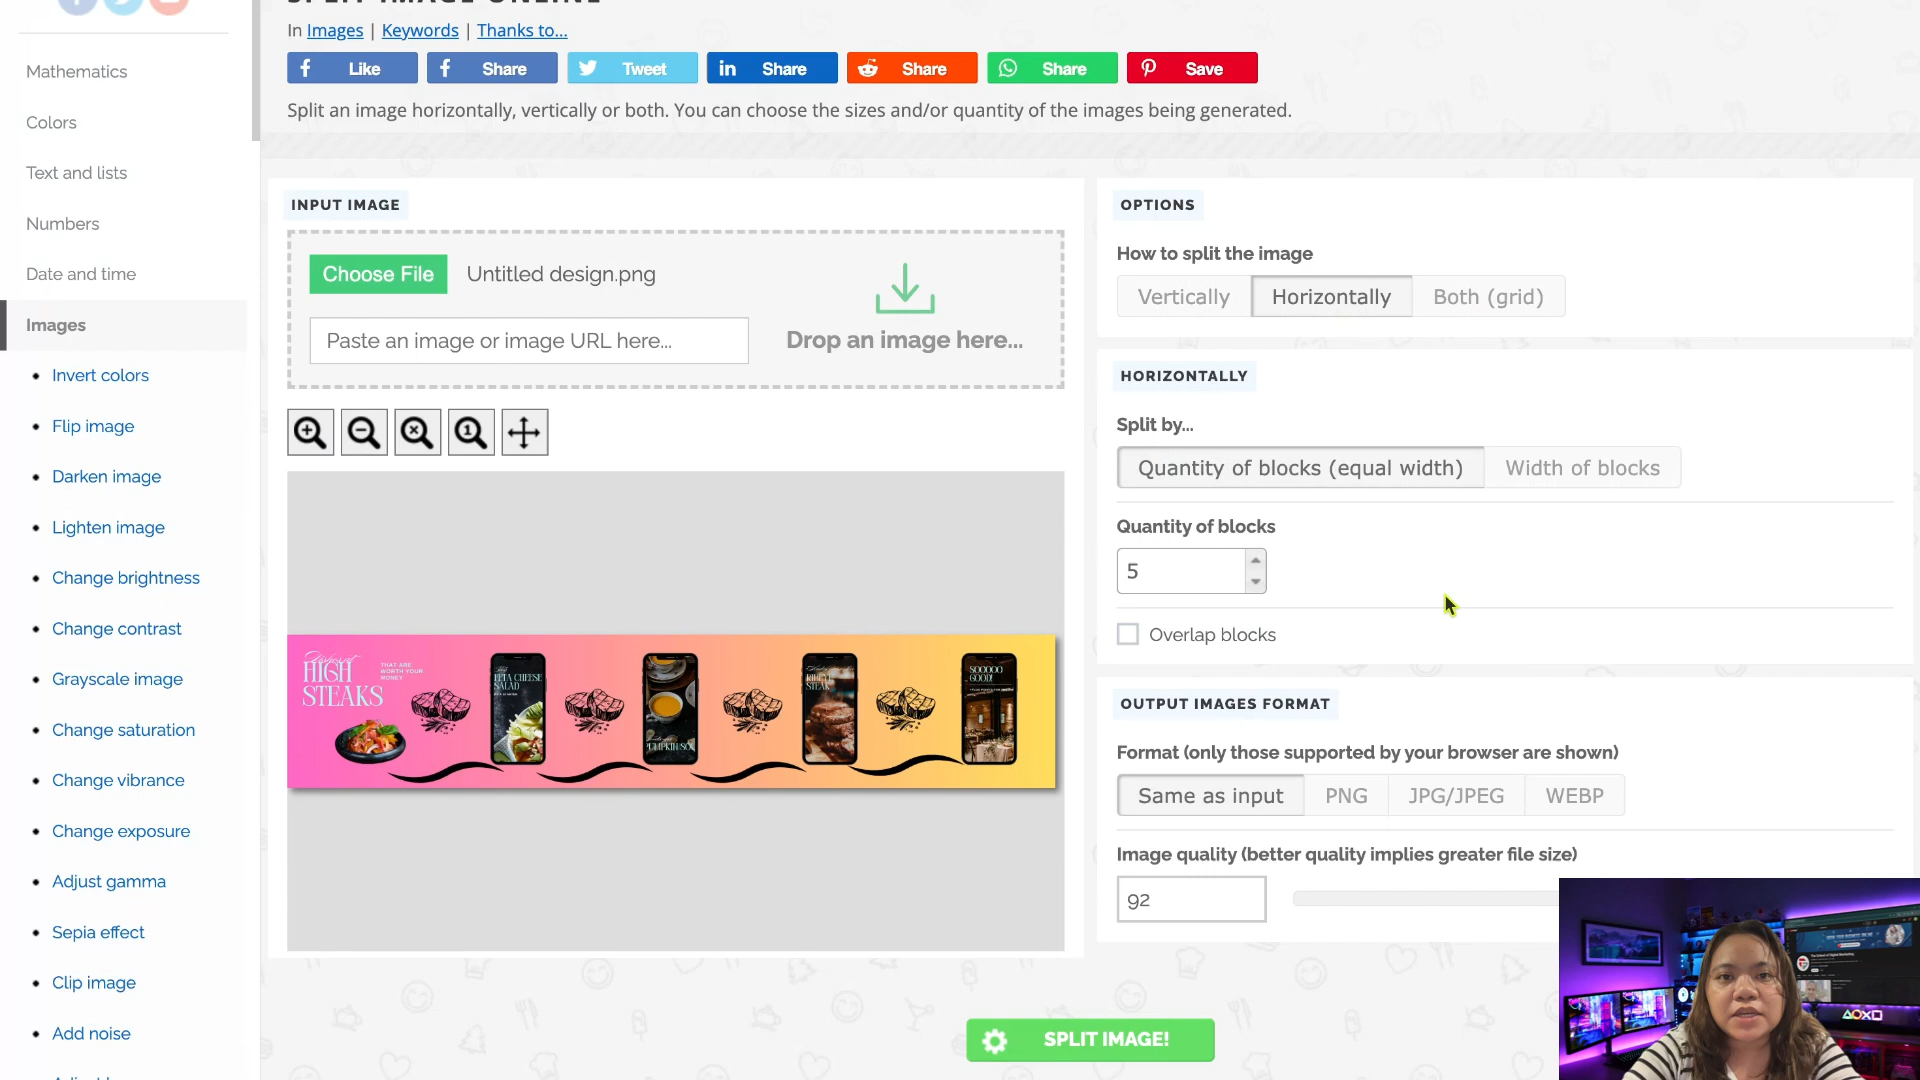 In Images | Keywords | Thanks to...
Like
Share
Tweet
Share
Share
Share
Save
Split an image horizontally, vertically or both. You can choose the sizes and/or quantity of the images being generated.
Mathematics
Colors
Text and lists
Numbers
Date and time
Images
Invert colors
Flip image
Darken image
Lighten image
Change brightness
Change contrast
Grayscale image
Change saturation
Change vibrance
Change exposure
Adjust gamma
Sepia effect
Clip image
Add noise
INPUT IMAGE
Choose File Untitled design.png
Paste an image or image URL here...
Drop an image here...
HIGH
STEAKS
THAT ARE
WORTH YOUR
MONEY
FETA CHEESE
SALAD
STEAK
SOOOOO
GOOD!
OPTIONS
How to split the image
Vertically Horizontally Both (grid)
HORIZONTALLY
Split by...
Quantity of blocks (equal width) Width of blocks
Quantity of blocks
5
Overlap blocks
OUTPUT IMAGES FORMAT
Format (only those supported by your browser are shown)
Same as input PNG JPG/JPEG WEBP
Image quality (better quality implies greater file size)
92
SPLIT IMAGE!